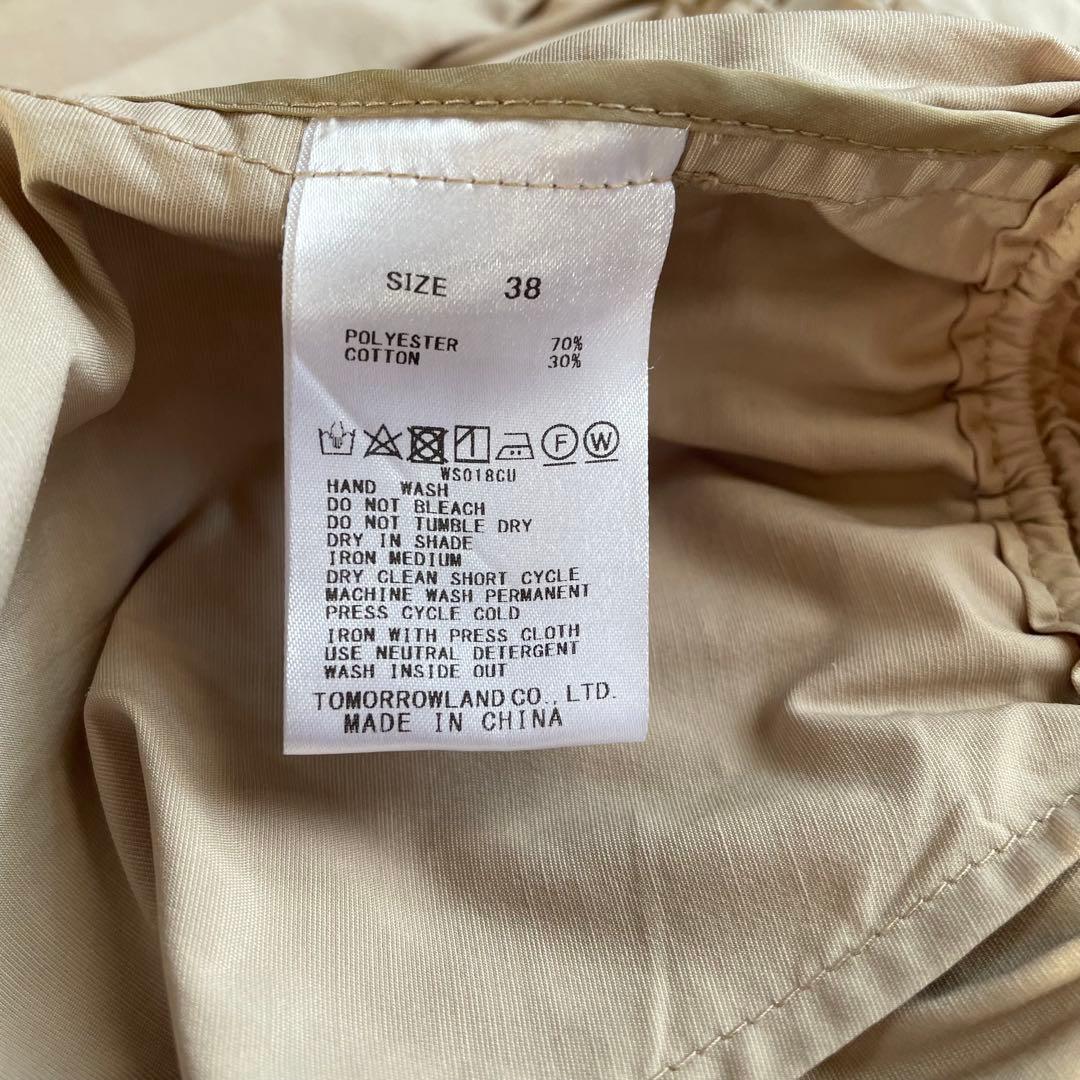 SIZE 38
POLYESTER 70%
COTTON 30%
F W
WS018CU
HAND WASH
DO NOT BLEACH
DO NOT TUMBLE DRY
DRY IN SHADE
IRON MEDIUM
DRY CLEAN SHORT CYCLE
MACHINE WASH PERMANENT
PRESS CYCLE COLD
IRON WITH PRESS CLOTH
USE NEUTRAL DETERGENT
WASH INSIDE OUT
TOMORROWLAND CO., LTD.
MADE IN CHINA